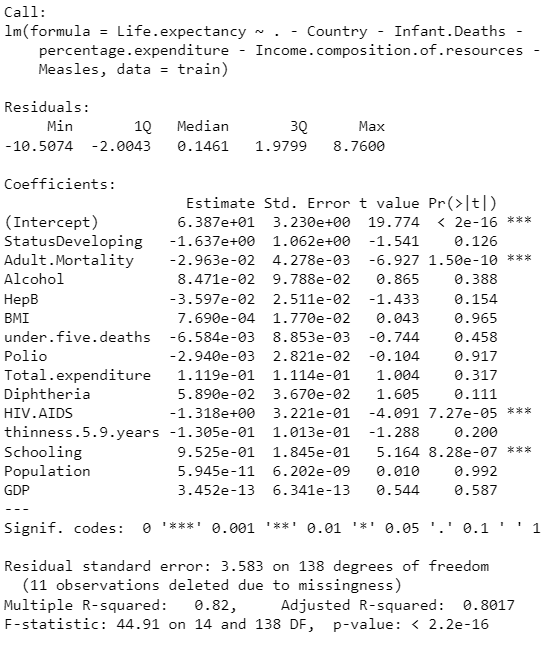 Call:
lm(formula = Life.expectancy ~ . - Country - Infant.Deaths -
    percentage.expenditure - Income.composition.of.resources -
    Measles, data = train)

Residuals:
     Min       1Q   Median       3Q      Max
-10.5074  -2.0043   0.1461   1.9799   8.7600

Coefficients:
                     Estimate Std. Error t value Pr(>|t|)
(Intercept)         6.387e+01  3.230e+00  19.774  < 2e-16 ***
StatusDeveloping   -1.637e+00  1.062e+00  -1.541    0.126
Adult.Mortality    -2.963e-02  4.278e-03  -6.927 1.50e-10 ***
Alcohol             8.471e-02  9.788e-02   0.865    0.388
HepB               -3.597e-02  2.511e-02  -1.433    0.154
BMI                 7.690e-04  1.770e-02   0.043    0.965
under.five.deaths  -6.584e-03  8.853e-03  -0.744    0.458
Polio              -2.940e-03  2.821e-02  -0.104    0.917
Total.expenditure   1.119e-01  1.114e-01   1.004    0.317
Diphtheria          5.890e-02  3.670e-02   1.605    0.111
HIV.AIDS           -1.318e+00  3.221e-01  -4.091 7.27e-05 ***
thinness.5.9.years -1.305e-01  1.013e-01  -1.288    0.200
Schooling           9.525e-01  1.845e-01   5.164 8.28e-07 ***
Population          5.945e-11  6.202e-09   0.010    0.992
GDP                 3.452e-13  6.341e-13   0.544    0.587
---
Signif. codes:  0 '***' 0.001 '**' 0.01 '*' 0.05 '.' 0.1 ' ' 1

Residual standard error: 3.583 on 138 degrees of freedom
  (11 observations deleted due to missingness)
Multiple R-squared:   0.82,     Adjusted R-squared:  0.8017
F-statistic: 44.91 on 14 and 138 DF,  p-value: < 2.2e-16